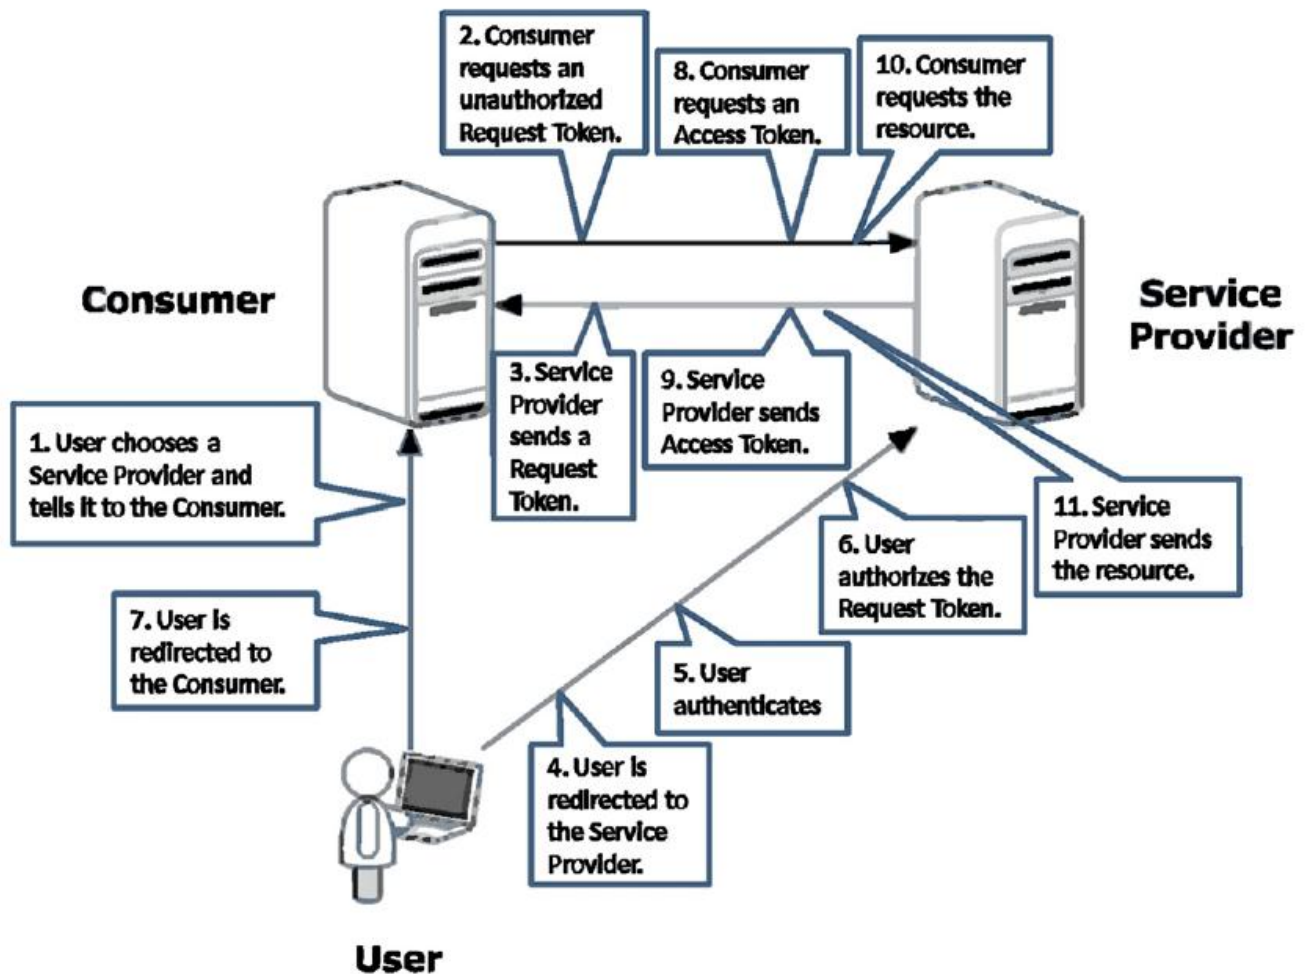 2. Consumer
requests an
unauthorized
Request Token.
8. Consumer
requests an
Access Token.
10. Consumer
requests the
resource.
Consumer
Service
Provider
3. Service
Provider
sends a
Request
Token.
9. Service
Provider sends
Access Token.
1. User chooses a
Service Provider and
tells it to the Consumer.
11. Service
Provider sends
the resource.
6. User
authorizes the
Request Token.
7. User is
redirected to
the Consumer.
5. User
authenticates
4. User is
redirected to
the Service
Provider.
User